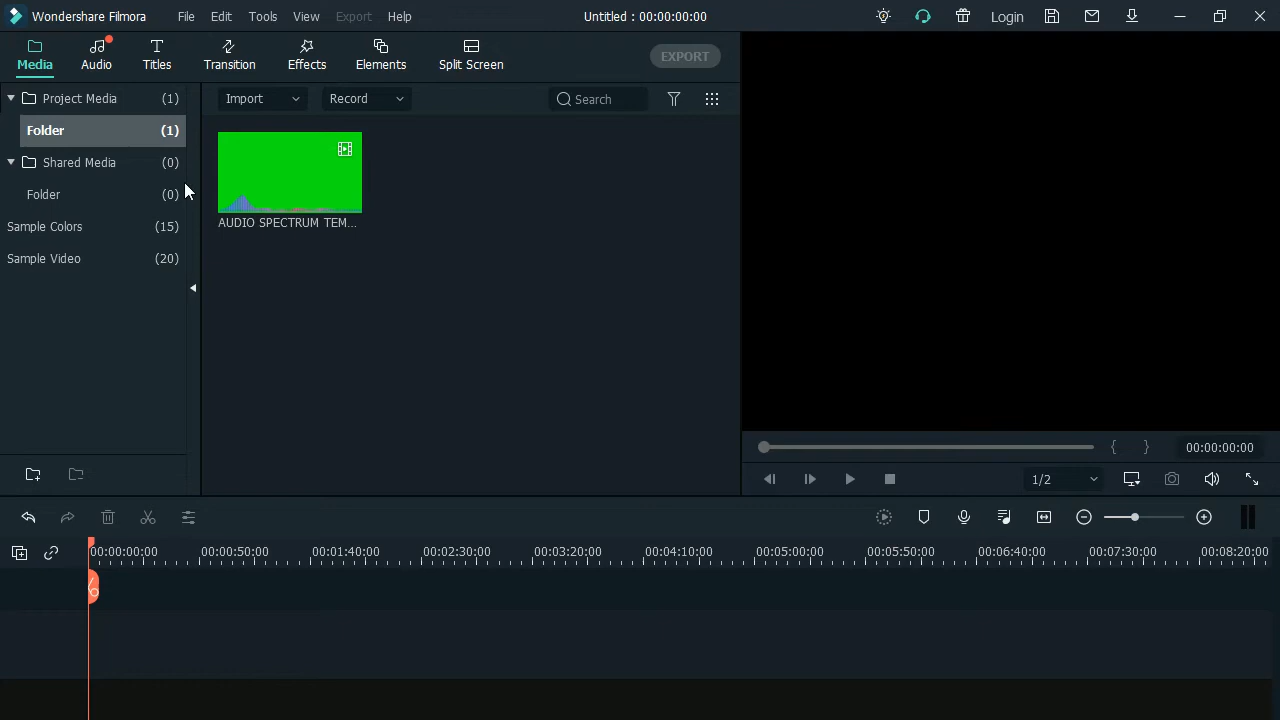 Wondershare Filmora File Edit Tools View Export Help Untitled : 00:00:00:00 Login
Media Audio Titles Transition Effects Elements Split Screen EXPORT
Project Media (1)
Folder (1)
Shared Media (0)
Folder (0)
Sample Colors (15)
Sample Video (20)
Import Record Search
AUDIO SPECTRUM TEM...
{ } 00:00:00:00
1/2
00:00:00:00 00:00:50:00 00:01:40:00 00:02:30:00 00:03:20:00 00:04:10:00 00:05:00:00 00:05:50:00 00:06:40:00 00:07:30:00 00:08:20:00